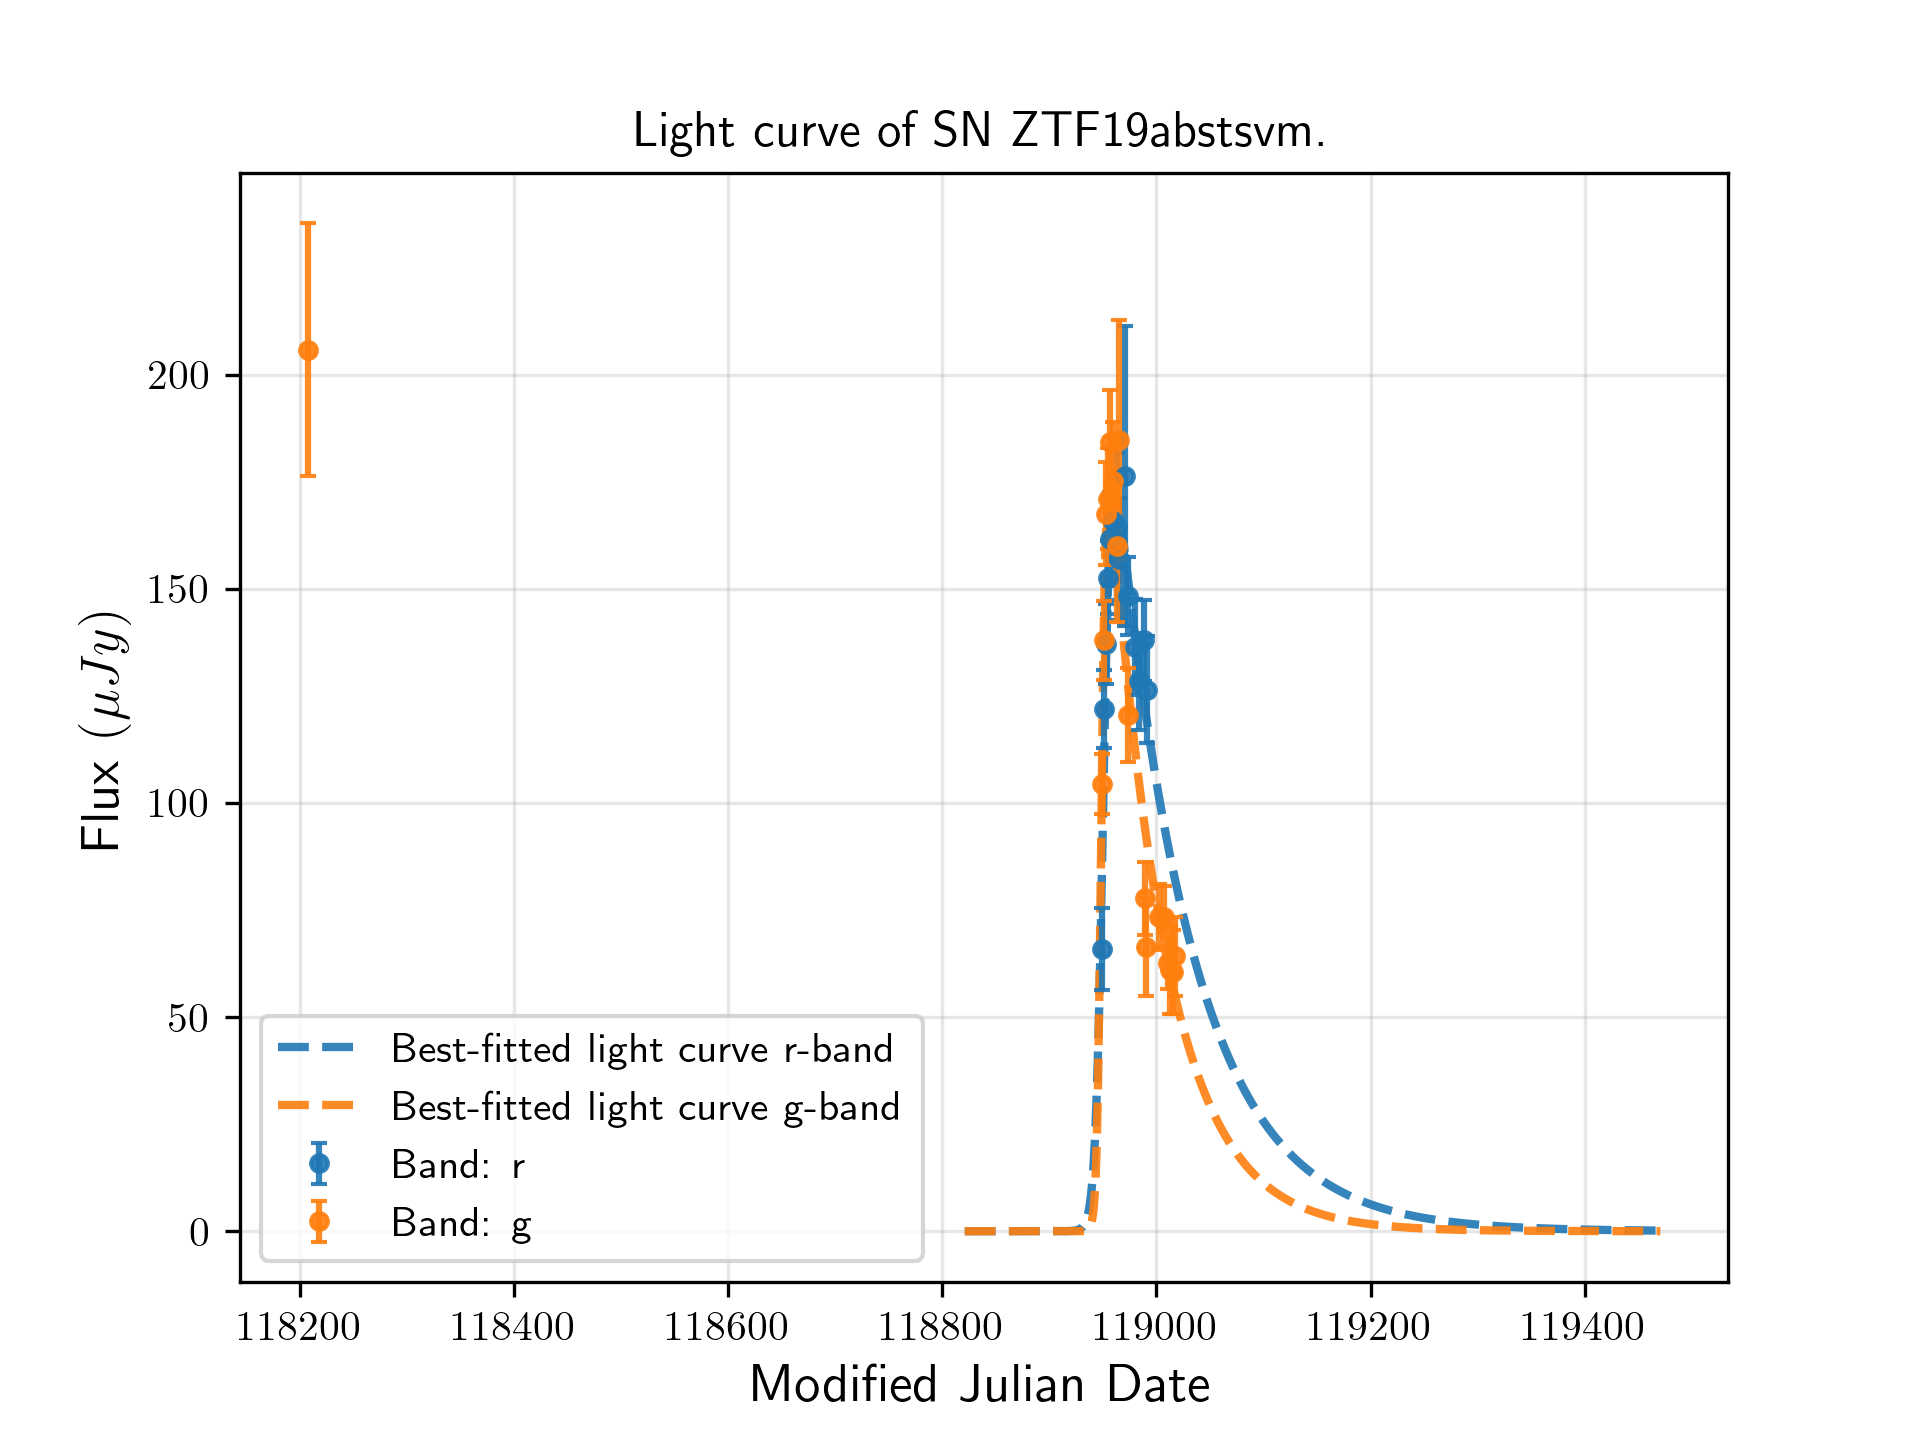 Light curve of SN ZTF19abstsvm.
Flux (μJy)
200
150
100
50
0
Best-fitted light curve r-band
Best-fitted light curve g-band
Band: r
Band: g
118200 118400 118600 118800 119000 119200 119400
Modified Julian Date